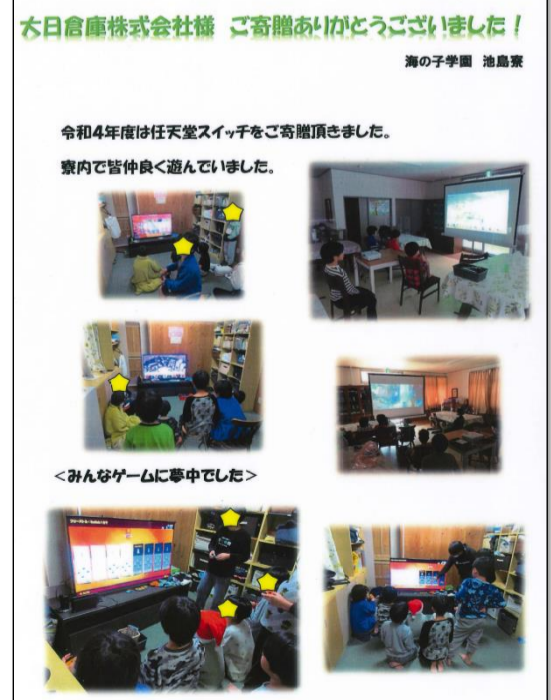 大日倉庫株式会社様 ご寄贈ありがとうございました!
海の子学園 池島寮
令和4年度は任天堂スイッチをご寄贈頂きました。
寮内で皆仲良く遊んでいました。
<みんなゲームに夢中でした>